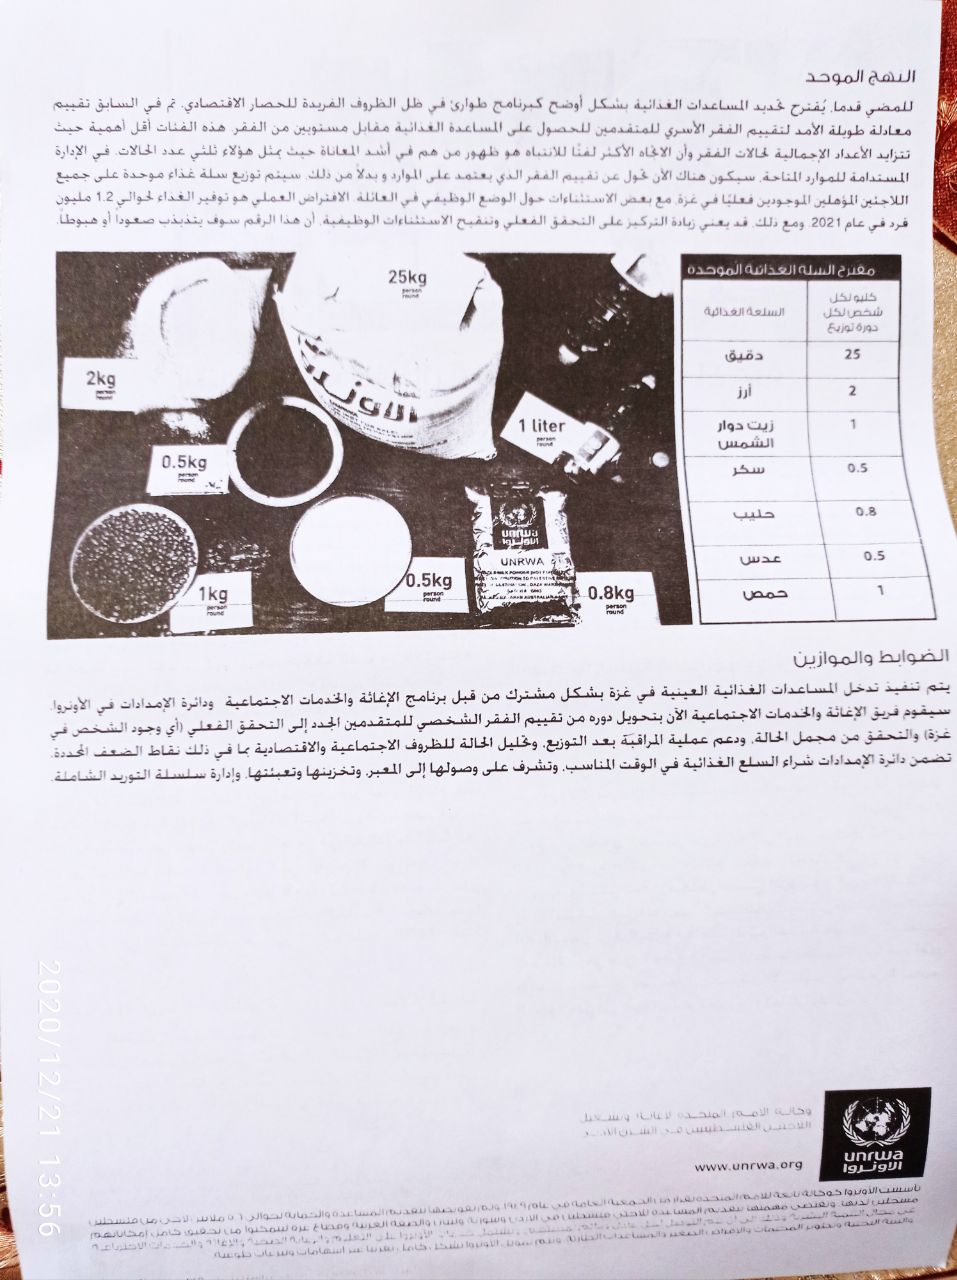 النهج الموحد
للمضي قدما، يُقترح تحديد المساعدات الغذائية بشكل أوضح كبرنامج طوارئ في ظل الظروف الفريدة للحصار الاقتصادي. تم في السابق تقييم
معادلة طويلة الأمد لتقييم الفقر الأسري للمتقدمين للحصول على المساعدة الغذائية مقابل مستويين من الفقر. هذه الفئات أقل أهمية حيث
تتزايد الأعداد الإجمالية لحالات الفقر وأن الاتجاه الأكثر لفتًا للانتباه هو ظهور من هم في أشد المعاناة حيث يمثل هؤلاء ثلثي عدد الحالات. في الإدارة
المستدامة للموارد المتاحة، سيكون هناك الآن تحول عن تقييم الفقر الذي يعتمد على الموارد و بدلاً من ذلك، سيتم توزيع سلة غذاء موحدة على جميع
اللاجئين المؤهلين الموجودين فعليًا في غزة، مع بعض الاستثناءات حول الوضع الوظيفي في العائلة. الافتراض العملي هو توفير الغذاء لحوالي 1.2 مليون
فرد في عام 2021. ومع ذلك، قد يعني زيادة التركيز على التحقق الفعلي وتنقيح الاستثناءات الوظيفية، أن هذا الرقم سوف يتذبذب صعوداً أو هبوطاً.
مقترح السلة الغذائية الموحدة
السلعة الغذائية
كليو لكل
شخص لكل
دورة توزيع
دقيق 25
أرز 2
زيت دوار
الشمس
1
سكر 0.5
حليب 0.8
عدس 0.5
حمص 1
25kg
person
round
2kg
person
round
1 liter
person
round
0.5kg
person
round
الأونروا
unrwa
الأونروا
UNRWA
1kg
person
round
0.5kg
person
round
0.8kg
person
round
الضوابط والموازين
يتم تنفيذ تدخل المساعدات الغذائية العينية في غزة بشكل مشترك من قبل برنامج الإغاثة والخدمات الاجتماعية ودائرة الإمدادات في الأونروا.
سيقوم فريق الإغاثة والخدمات الاجتماعية الآن بتحويل دوره من تقييم الفقر الشخصي للمتقدمين الجدد إلى التحقق الفعلي (أي وجود الشخص في
غزة) والتحقق من مجمل الحالة، ودعم عملية المراقبة بعد التوزيع، وتحليل الحالة للظروف الاجتماعية والاقتصادية بما في ذلك نقاط الضعف المحددة.
تضمن دائرة الإمدادات شراء السلع الغذائية في الوقت المناسب، وتشرف على وصولها إلى المعبر، وتخزينها وتعبئتها، وإدارة سلسلة التوريد الشاملة.
2020/12/21 13:56
وكالة الأمم المتحدة لإغاثة وتشغيل
اللاجئين الفلسطينيين في الشرق الأدنى
unrwa
الأونروا
www.unrwa.org